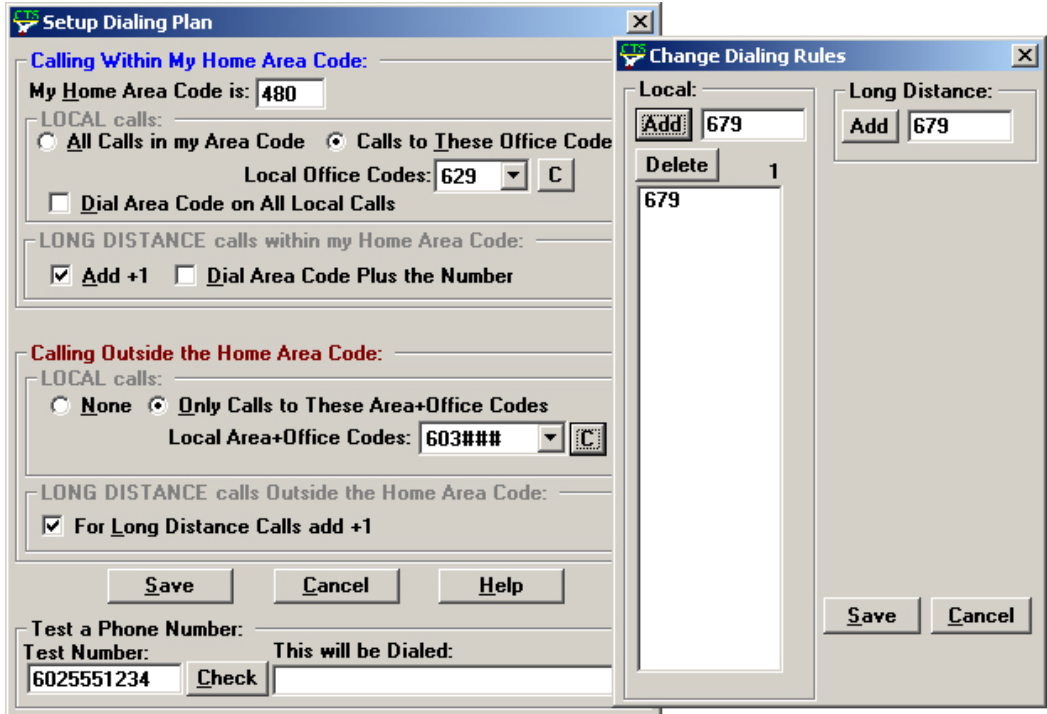 CTS Setup Dialing Plan
Calling Within My Home Area Code:
My Home Area Code is: 480
LOCAL calls:
All Calls in my Area Code Calls to These Office Code
Local Office Codes: 629 C
Dial Area Code on All Local Calls
LONG DISTANCE calls within my Home Area Code:
Add +1 Dial Area Code Plus the Number
Calling Outside the Home Area Code:
LOCAL calls:
None Only Calls to These Area+Office Codes
Local Area+Office Codes: 603### C
LONG DISTANCE calls Outside the Home Area Code:
For Long Distance Calls add +1
Save Cancel Help
Test a Phone Number:
Test Number: This will be Dialed:
6025551234 Check
CTS Change Dialing Rules
Local:
Add 679
Delete 1
679
Long Distance:
Add 679
Save Cancel